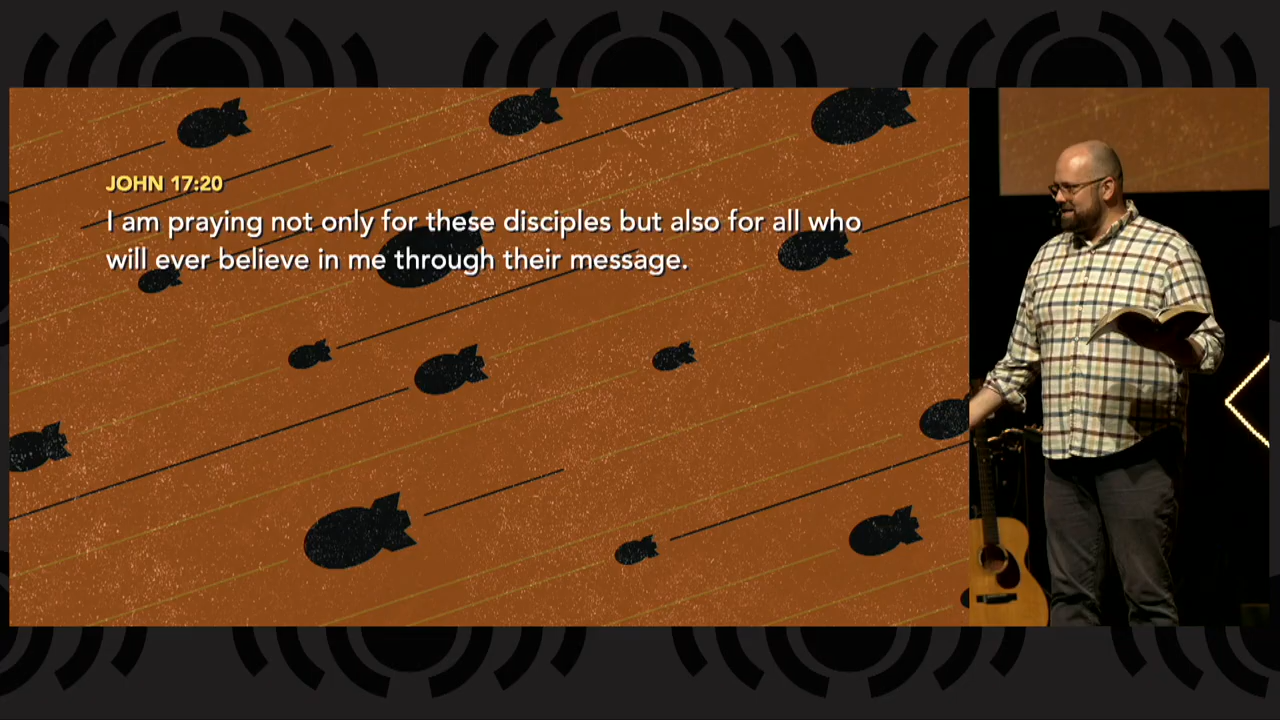 JOHN 17:20
I am praying not only for these disciples but also for all who
will ever believe in me through their message.